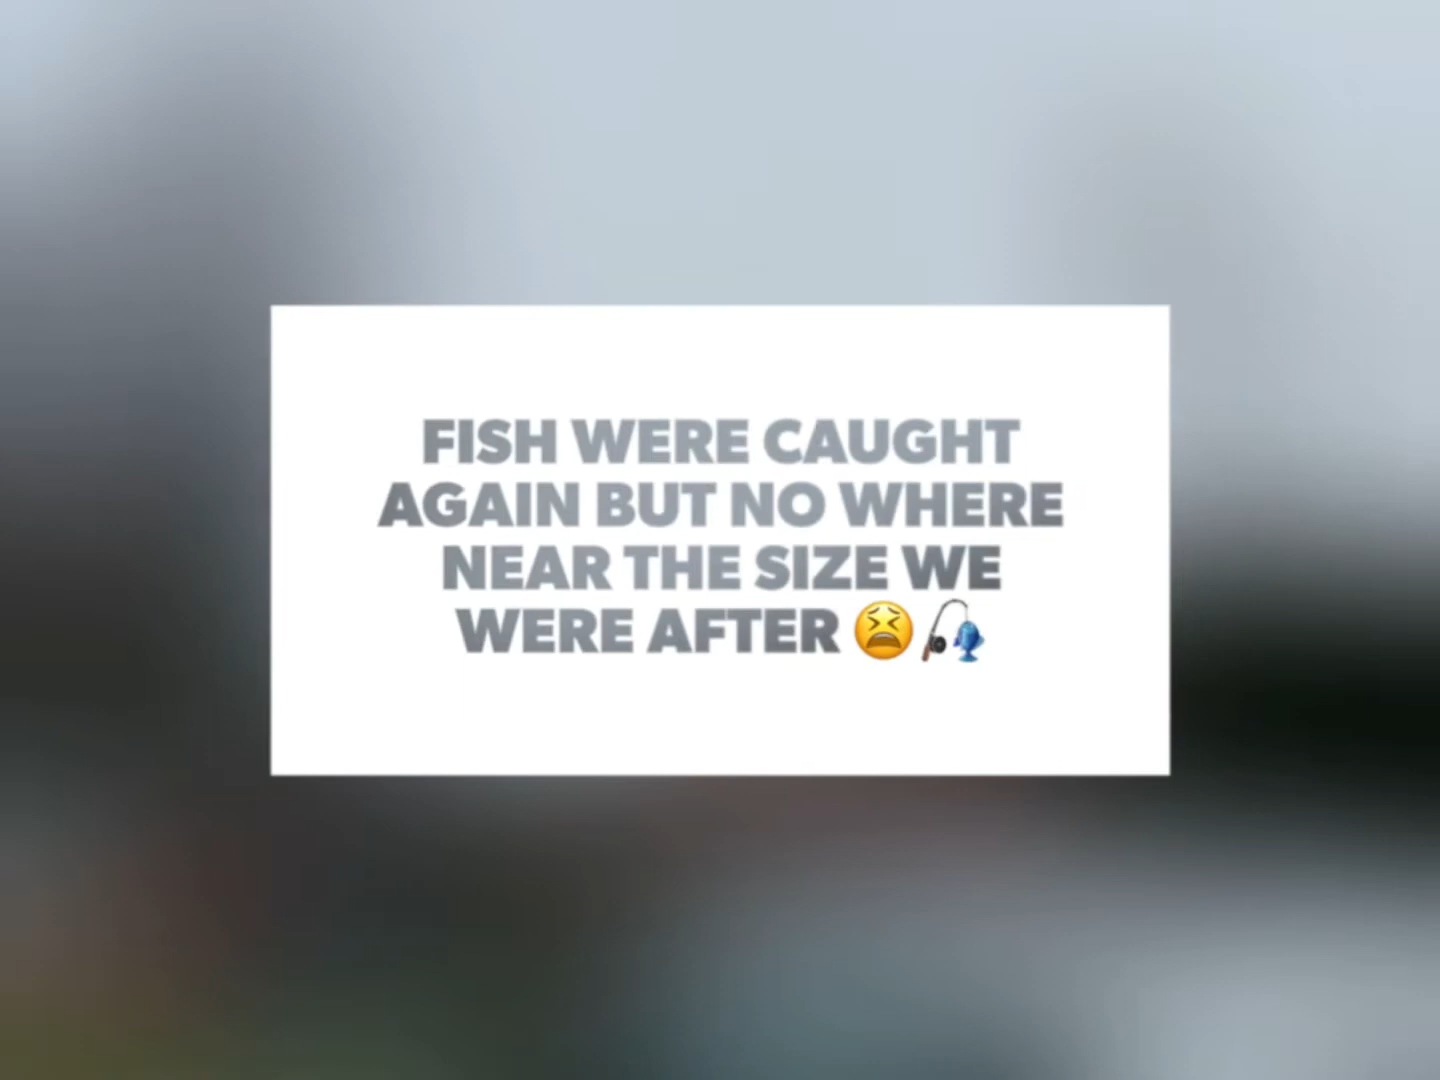 FISH WERE CAUGHT
AGAIN BUT NO WHERE
NEAR THE SIZE WE
WERE AFTER 😫🎣